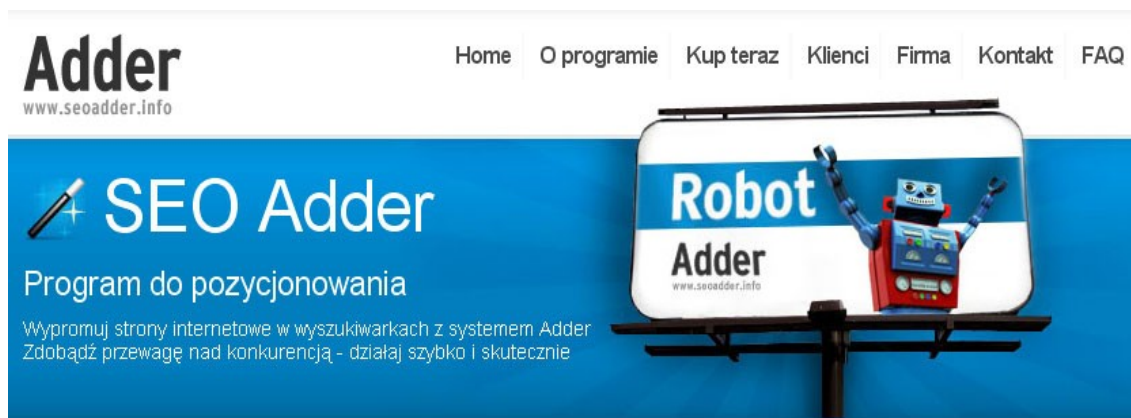 Adder
www.seoadder.info
Home O programie Kup teraz Klienci Firma Kontakt FAQ
SEO Adder
Program do pozycjonowania
Wypromuj strony internetowe w wyszukiwarkach z systemem Adder
Zdobądź przewagę nad konkurencją - działaj szybko i skutecznie
Robot
Adder
www.seoadder.info